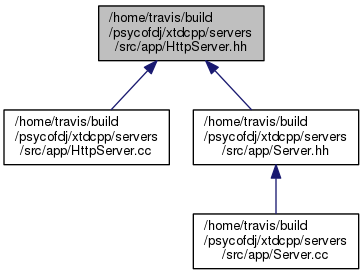 /home/travis/build
/psycofdj/xtdcpp/servers
/src/app/HttpServer.hh
/home/travis/build
/psycofdj/xtdcpp/servers
/src/app/HttpServer.cc
/home/travis/build
/psycofdj/xtdcpp/servers
/src/app/Server.hh
/home/travis/build
/psycofdj/xtdcpp/servers
/src/app/Server.cc